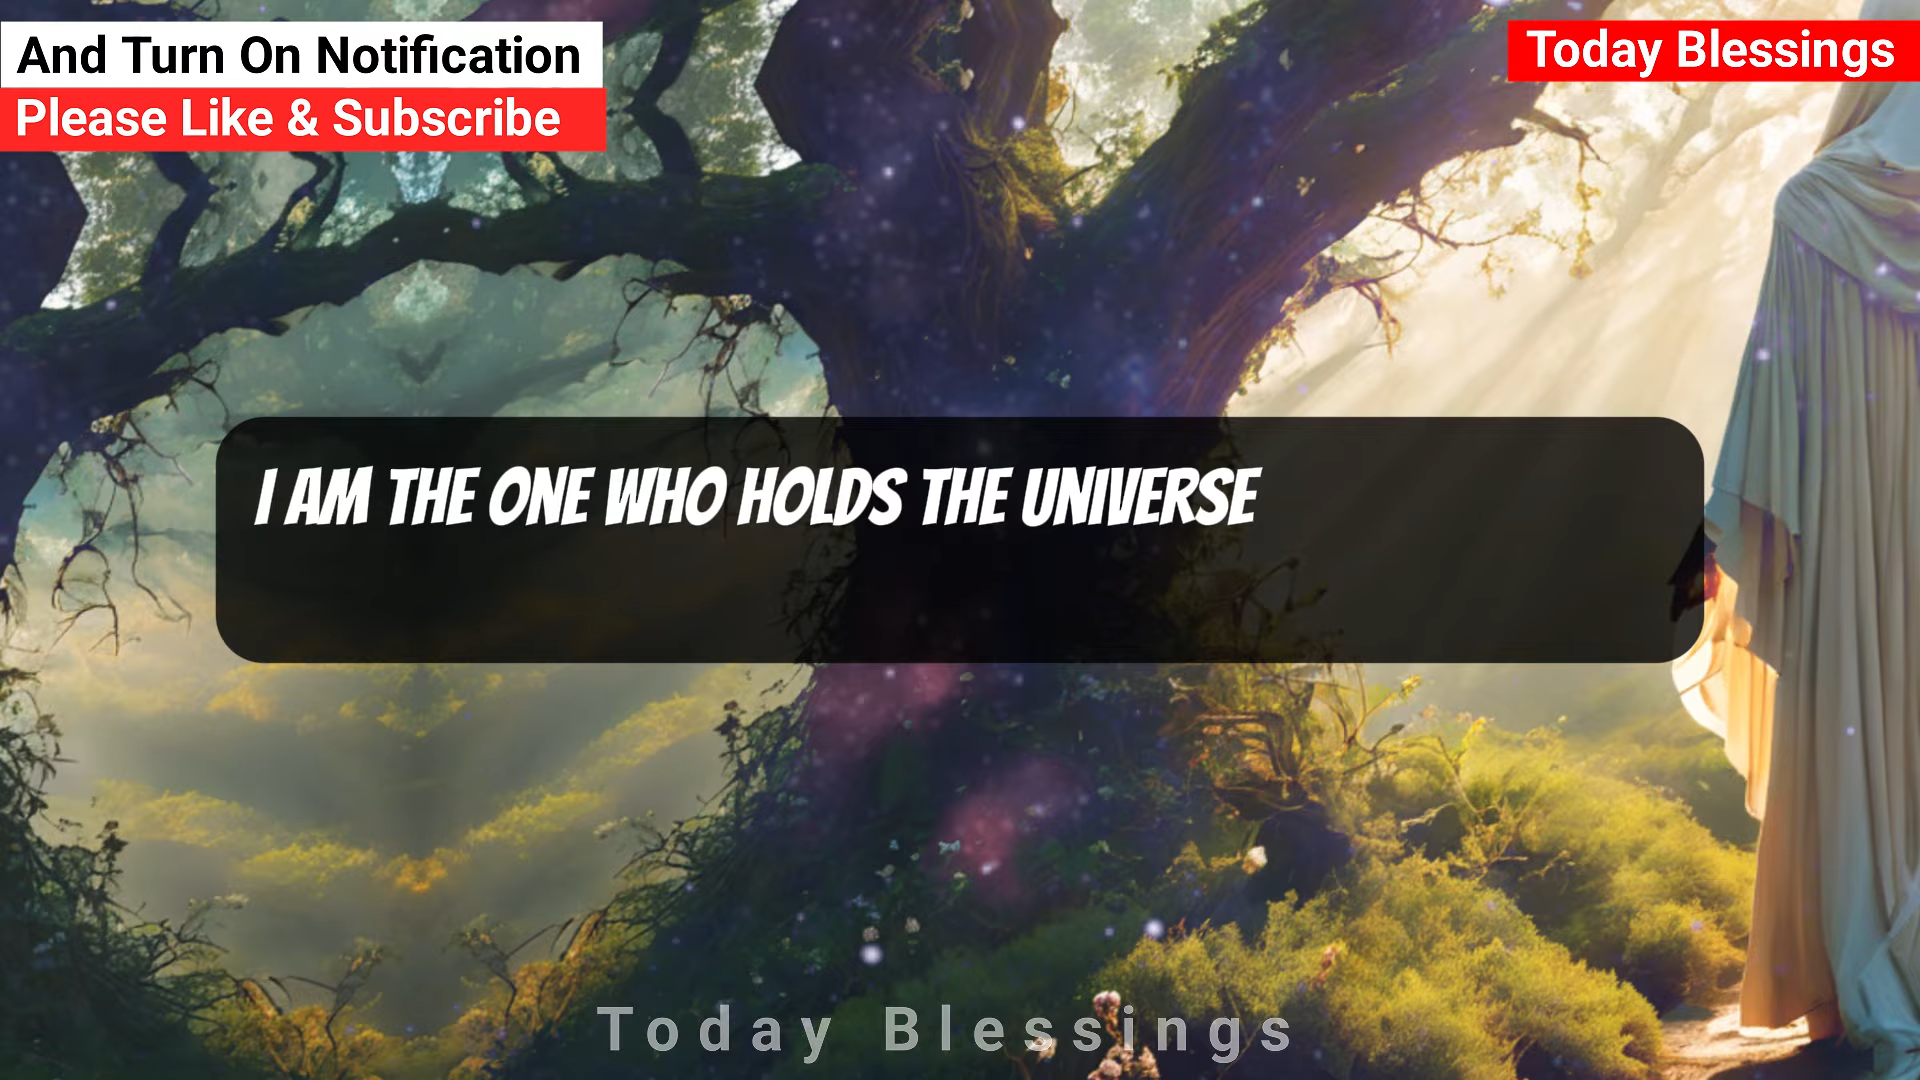 And Turn On Notification
Please Like & Subscribe
Today Blessings
I AM THE ONE WHO HOLDS THE UNIVERSE
Today Blessings